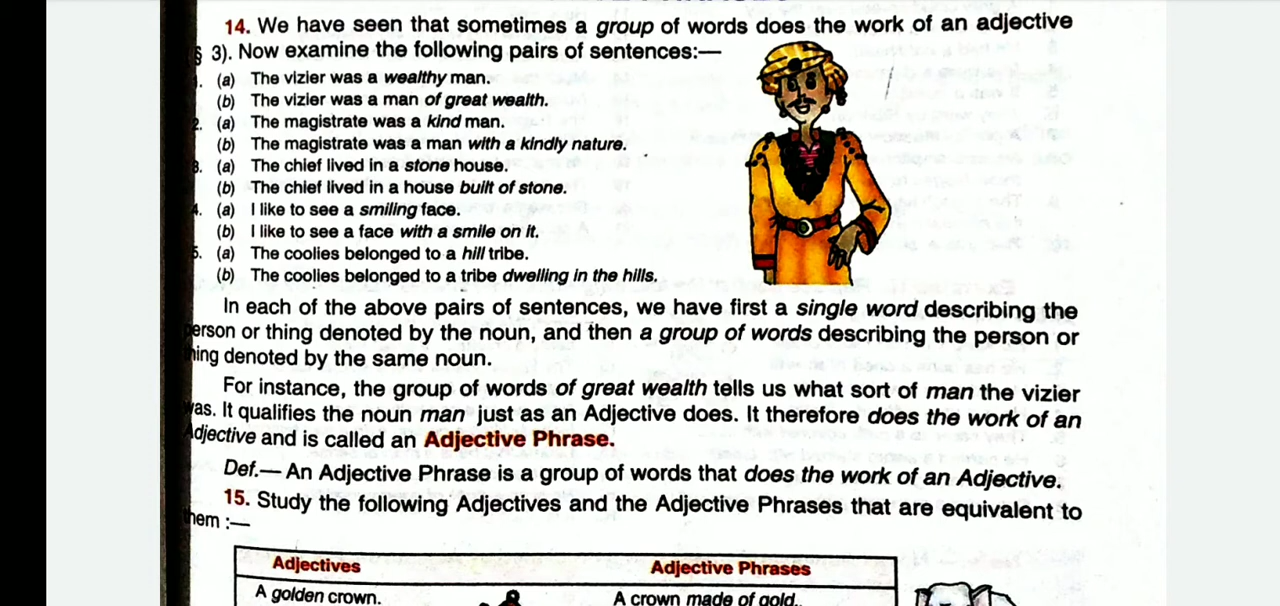 14. We have seen that sometimes a group of words does the work of an adjective
§ 3). Now examine the following pairs of sentences:—
1. (a) The vizier was a wealthy man.
(b) The vizier was a man of great wealth.
2. (a) The magistrate was a kind man.
(b) The magistrate was a man with a kindly nature.
3. (a) The chief lived in a stone house.
(b) The chief lived in a house built of stone.
4. (a) I like to see a smiling face.
(b) I like to see a face with a smile on it.
5. (a) The coolies belonged to a hill tribe.
(b) The coolies belonged to a tribe dwelling in the hills.
In each of the above pairs of sentences, we have first a single word describing the
person or thing denoted by the noun, and then a group of words describing the person or
thing denoted by the same noun.
For instance, the group of words of great wealth tells us what sort of man the vizier
was. It qualifies the noun man just as an Adjective does. It therefore does the work of an
Adjective and is called an Adjective Phrase.
Def.— An Adjective Phrase is a group of words that does the work of an Adjective.
15. Study the following Adjectives and the Adjective Phrases that are equivalent to
them :—
Adjectives Adjective Phrases
A golden crown. A crown made of gold.